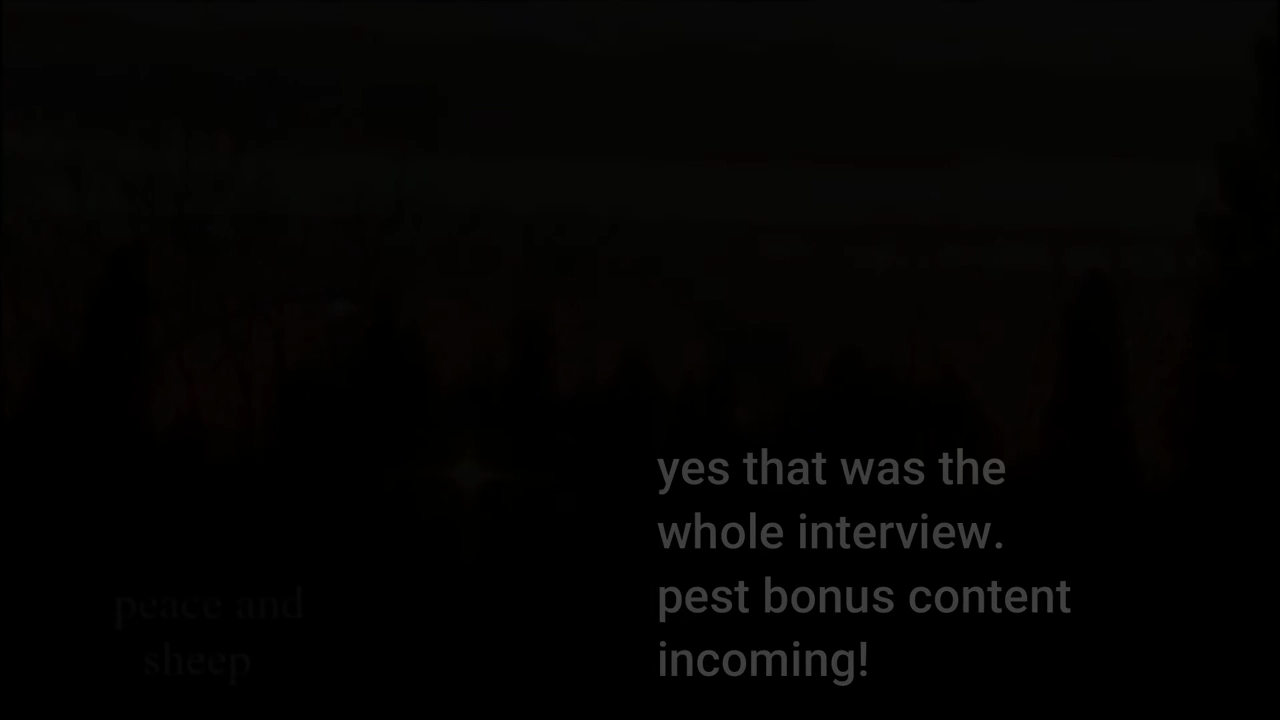 yes that was the
whole interview.
pest bonus content
incoming!
peace and
sheep